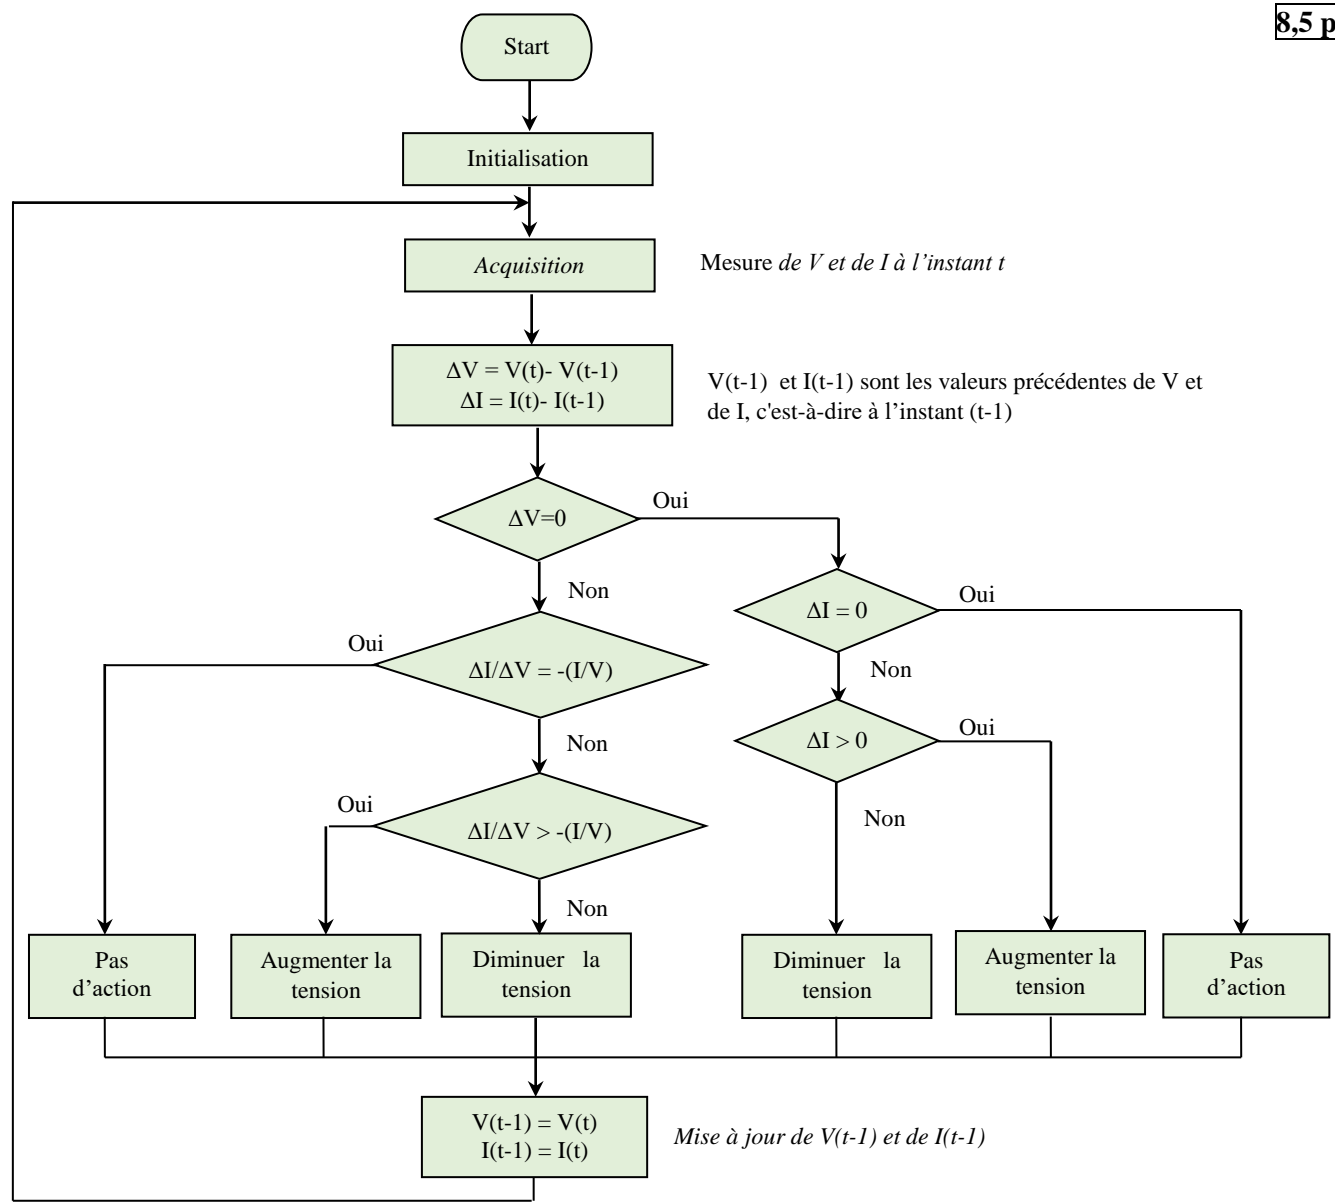 8,5 p
Start
Initialisation
Acquisition
Mesure de V et de I à l’instant t
ΔV = V(t)- V(t-1)
ΔI = I(t)- I(t-1)
V(t-1) et I(t-1) sont les valeurs précédentes de V et
de I, c'est-à-dire à l’instant (t-1)
ΔV=0
Oui
Non
ΔI = 0
Oui
Non
Oui
ΔI/ΔV = -(I/V)
Non
ΔI > 0
Oui
Non
Oui
ΔI/ΔV > -(I/V)
Non
Pas
d’action
Augmenter la
tension
Diminuer la
tension
Diminuer la
tension
Augmenter la
tension
Pas
d’action
V(t-1) = V(t)
I(t-1) = I(t)
Mise à jour de V(t-1) et de I(t-1)